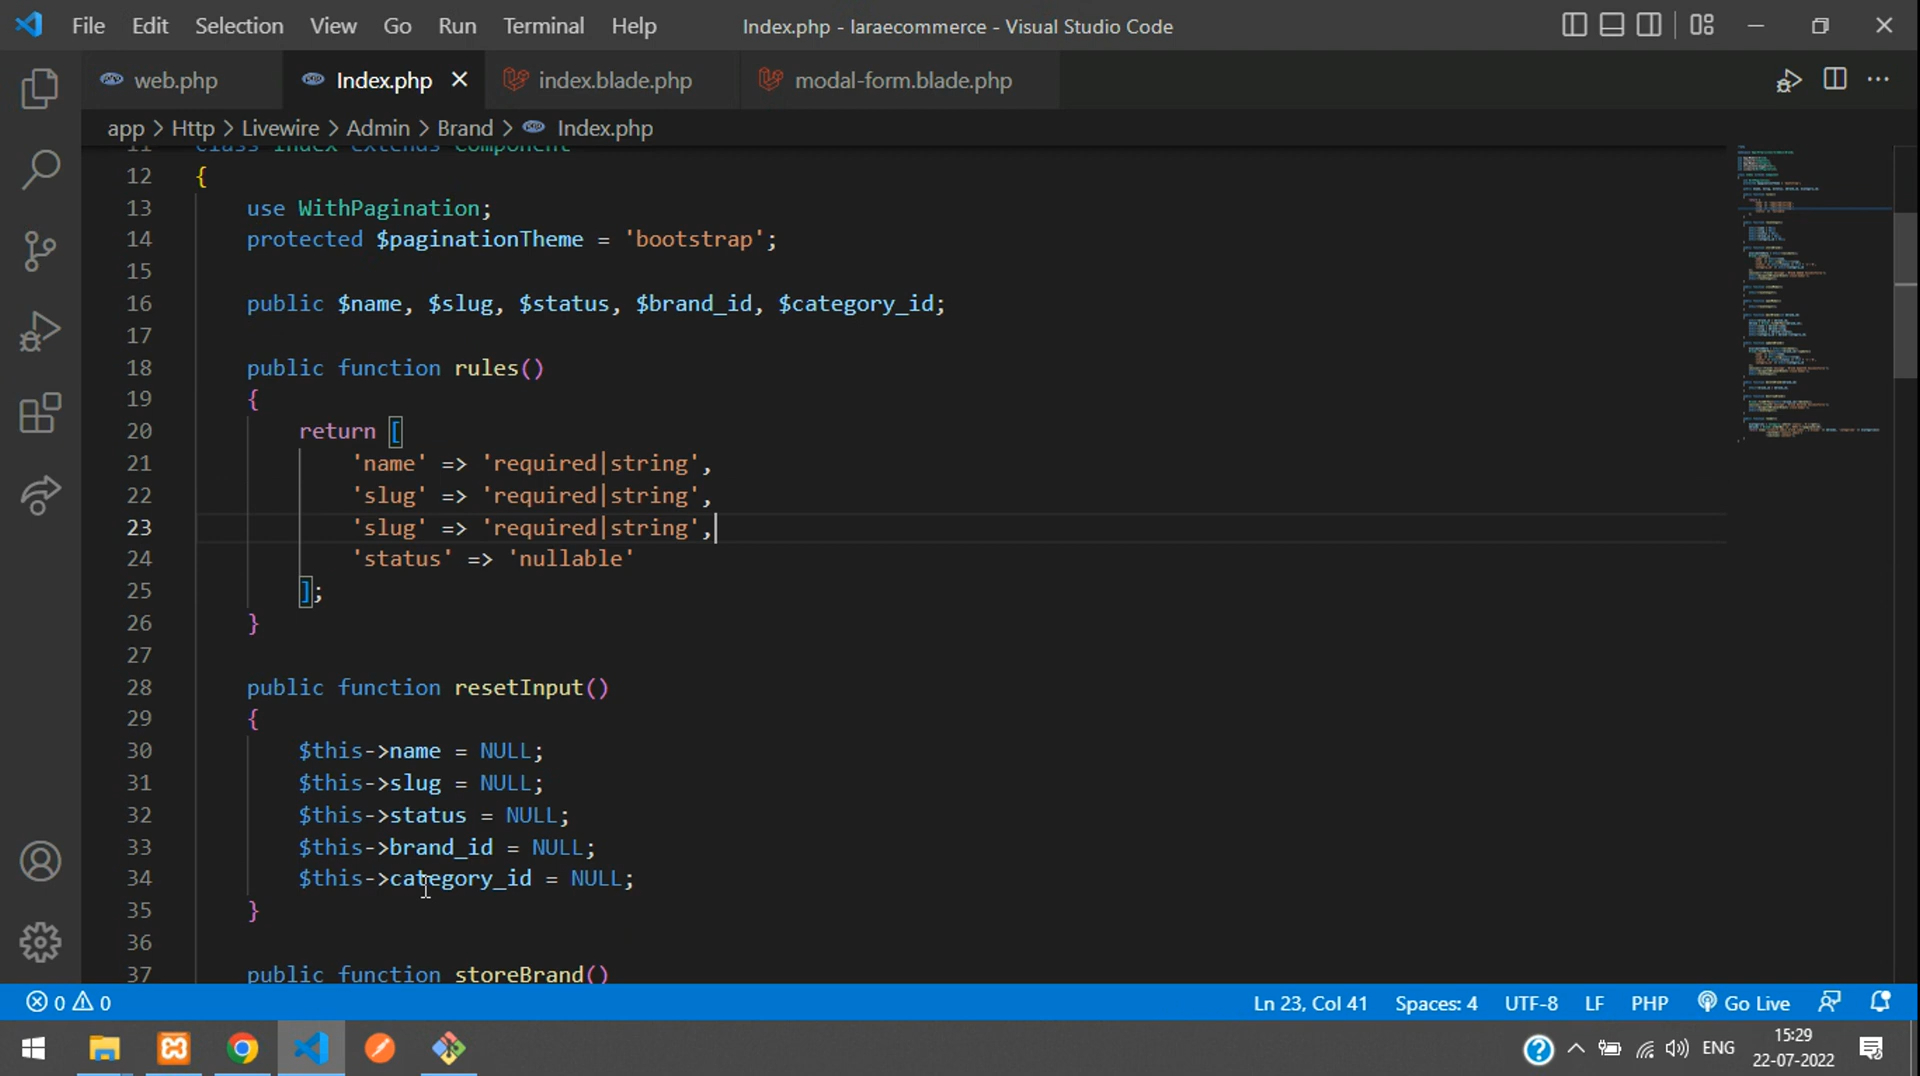 File Edit Selection View Go Run Terminal Help Index.php - laraecommerce - Visual Studio Code
web.php Index.php index.blade.php modal-form.blade.php
app > Http > Livewire > Admin > Brand > Index.php
11 class Index extends Component
12 {
13 use WithPagination;
14 protected $paginationTheme = 'bootstrap';
15
16 public $name, $slug, $status, $brand_id, $category_id;
17
18 public function rules()
19 {
20 return [
21 'name' => 'required|string',
22 'slug' => 'required|string',
23 'slug' => 'required|string',
24 'status' => 'nullable'
25 ];
26 }
27
28 public function resetInput()
29 {
30 $this->name = NULL;
31 $this->slug = NULL;
32 $this->status = NULL;
33 $this->brand_id = NULL;
34 $this->category_id = NULL;
35 }
36
37 public function storeBrand()
0 0 Ln 23, Col 41 Spaces: 4 UTF-8 LF PHP Go Live
ENG 15:29
22-07-2022